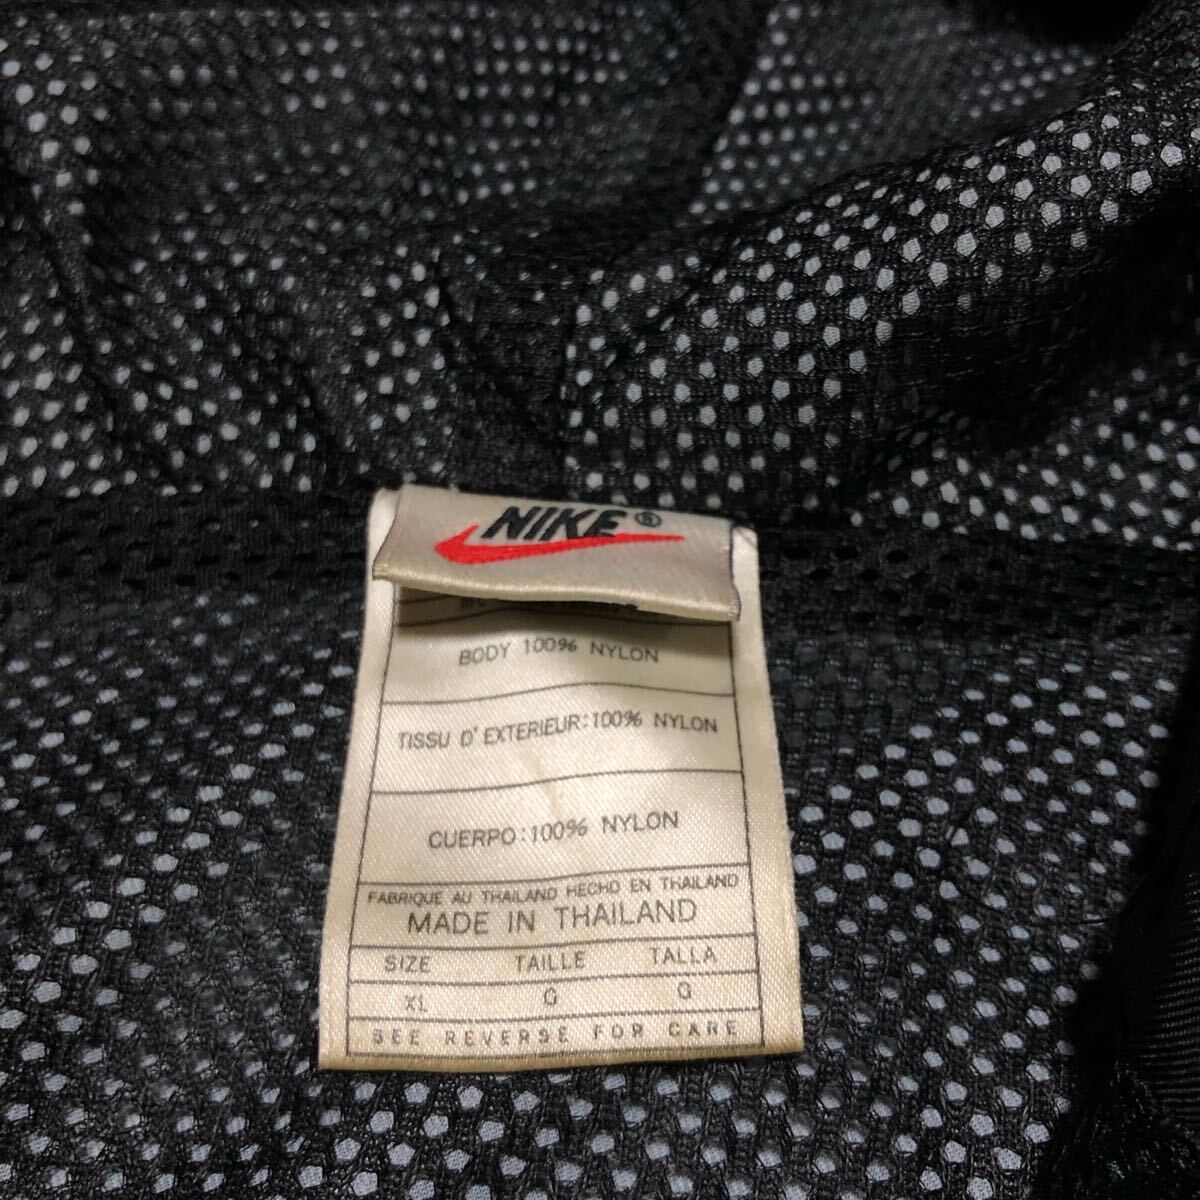 NIKE®
BODY 100% NYLON
TISSU D'EXTERIEUR:100% NYLON
CUERPO:100% NYLON
FABRIQUE AU THAILAND HECHO EN THAILAND
MADE IN THAILAND
SIZE TAILLE TALLA
XL G G
SEE REVERSE FOR CARE